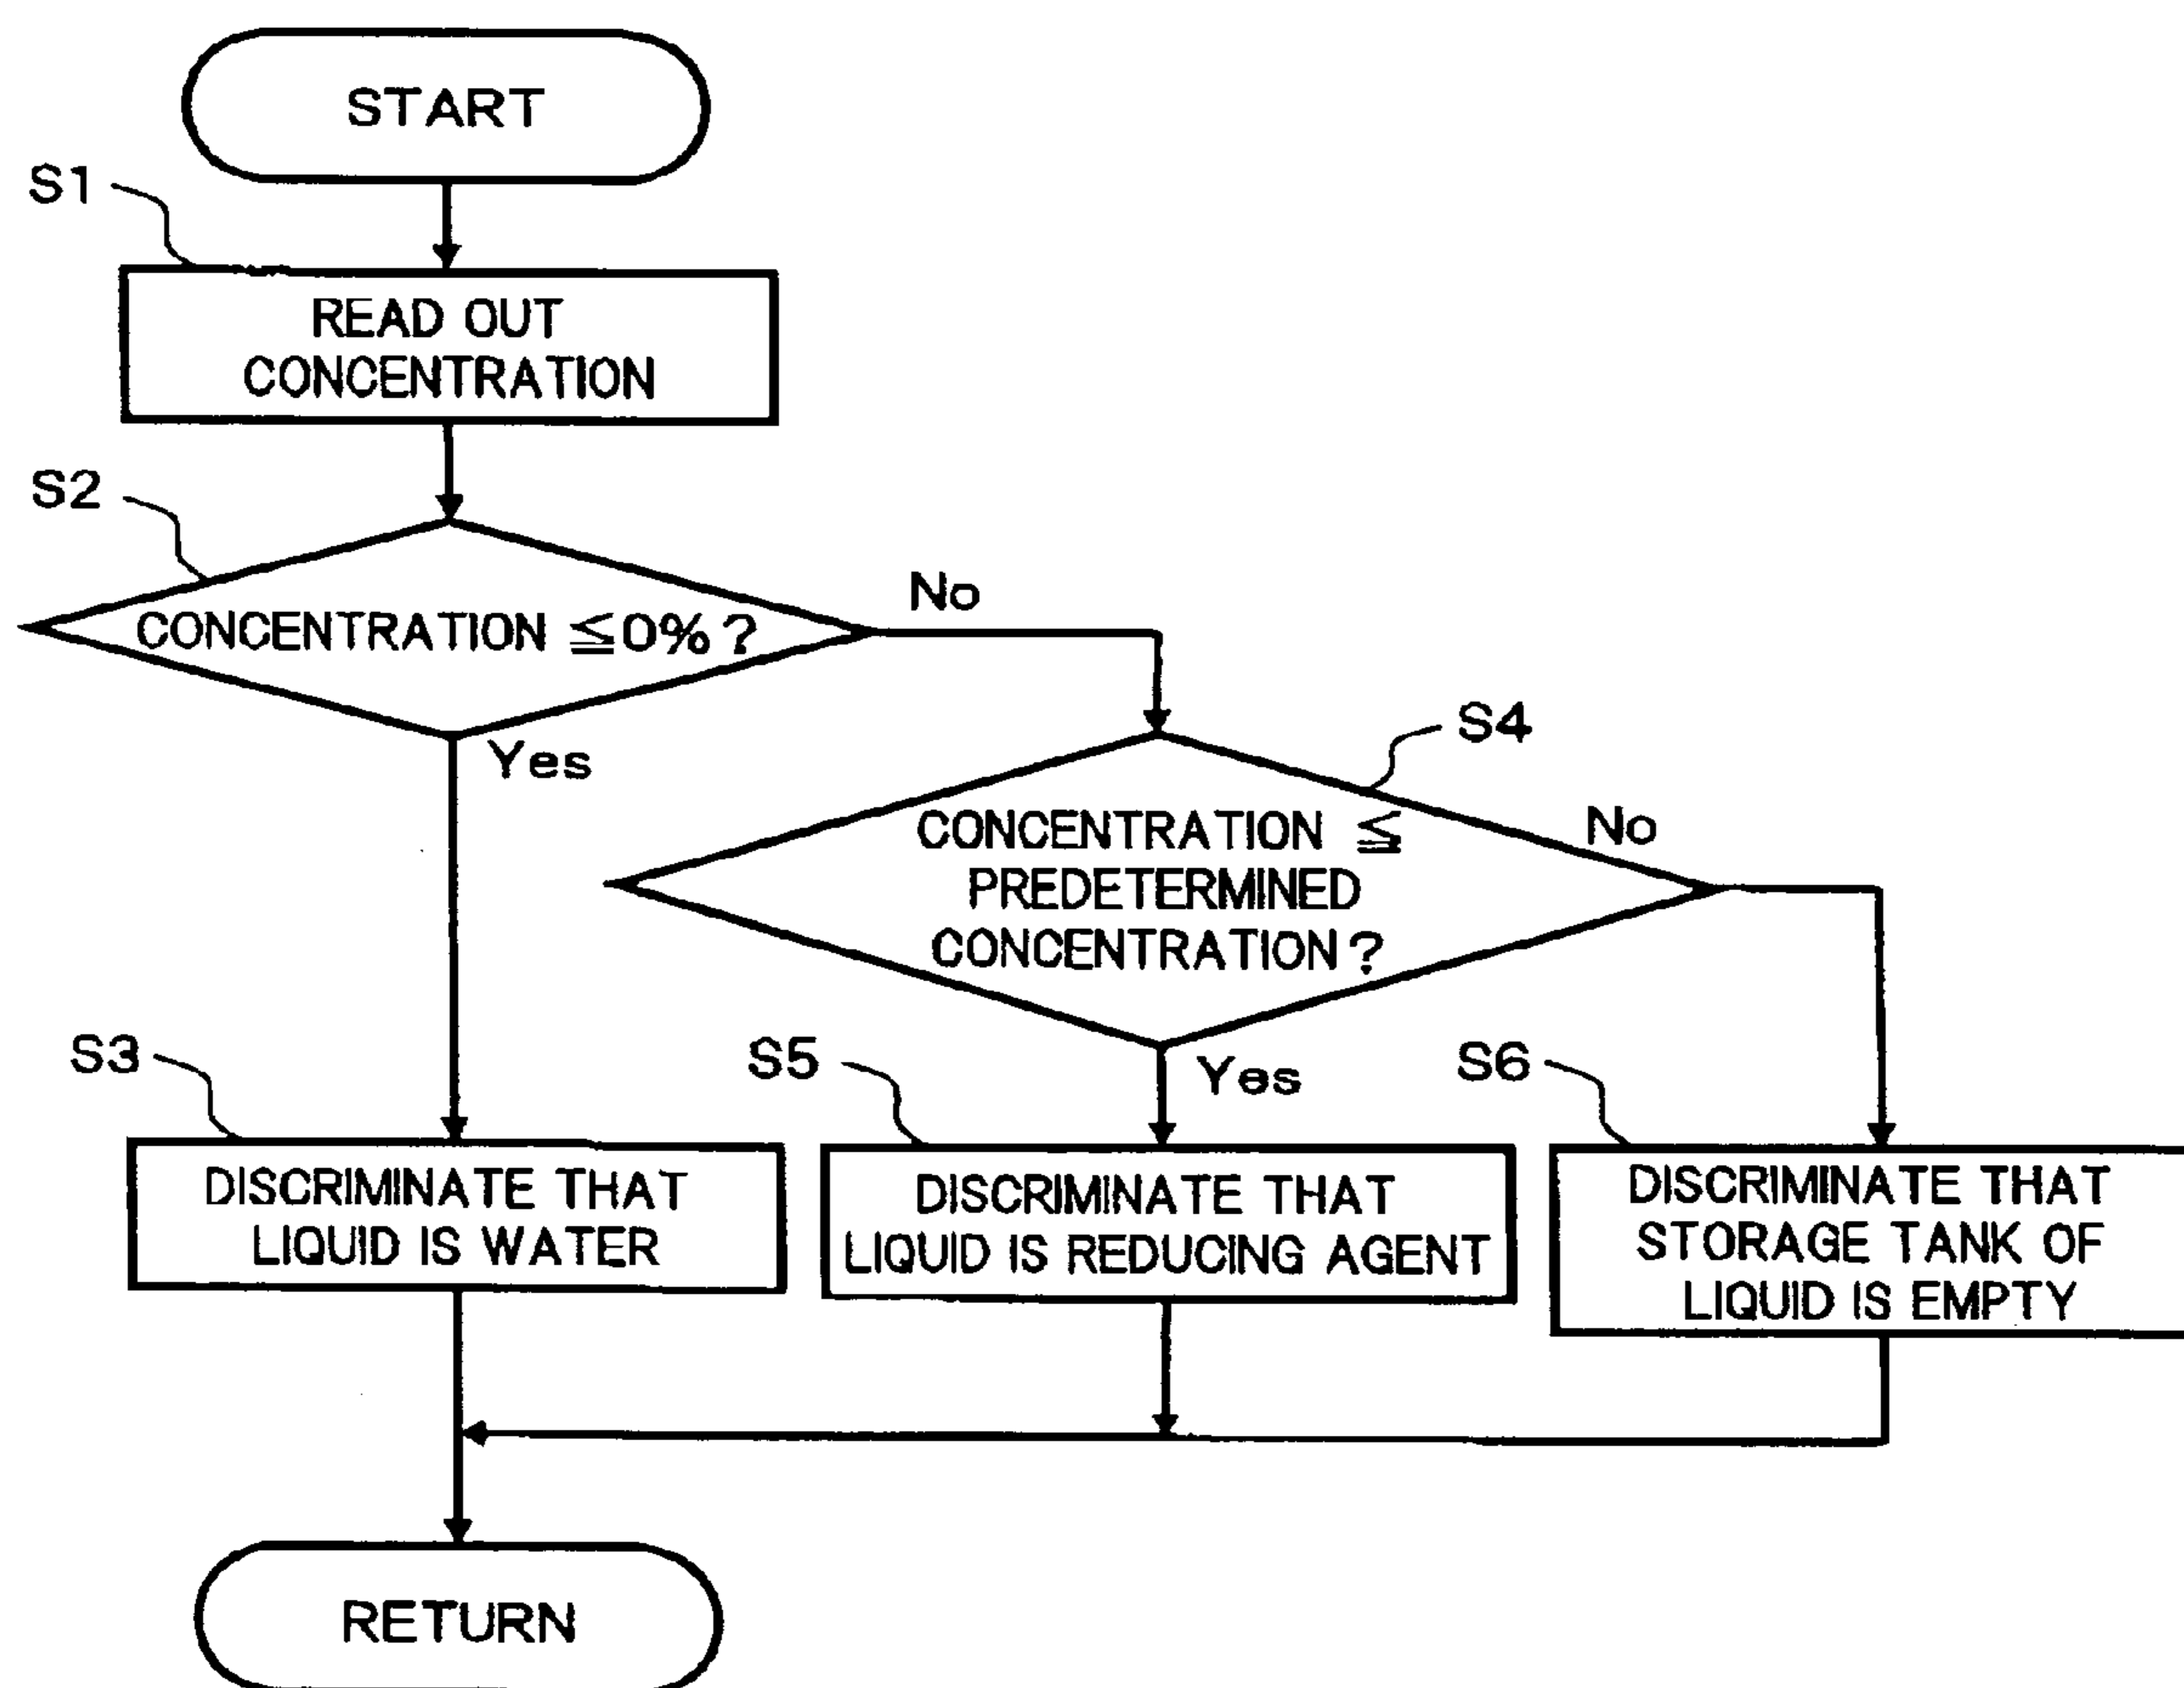 START
S1
READ OUT
CONCENTRATION
S2
CONCENTRATION ≦0%?
No
Yes
S4
CONCENTRATION ≦
PREDETERMINED
CONCENTRATION?
No
Yes
S3
DISCRIMINATE THAT
LIQUID IS WATER
S5
DISCRIMINATE THAT
LIQUID IS REDUCING AGENT
S6
DISCRIMINATE THAT
STORAGE TANK OF
LIQUID IS EMPTY
RETURN